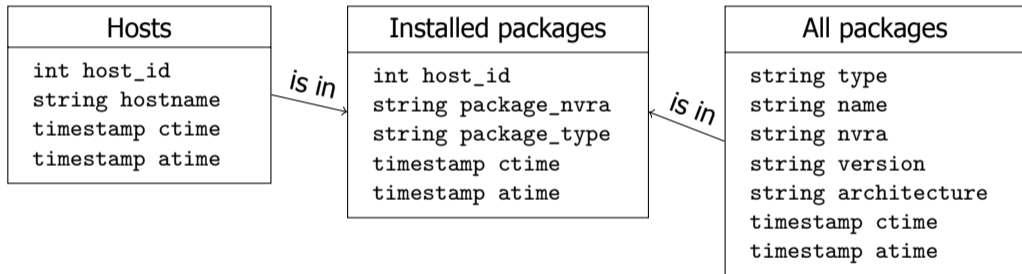 Hosts
int host_id
string hostname
timestamp ctime
timestamp atime
is in
Installed packages
int host_id
string package_nvra
string package_type
timestamp ctime
timestamp atime
is in
All packages
string type
string name
string nvra
string version
string architecture
timestamp ctime
timestamp atime